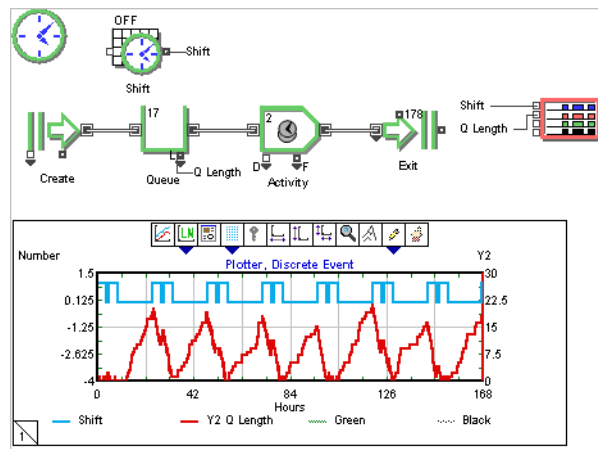 OFF
Shift
Shift
17
L
Q Length
Queue
Create
2
D
F
Activity
178
Exit
Shift
Q Length
LN
Plotter, Discrete Event
Number
Y2
1.5
0.125
-1.25
-2.625
-4
30
22.5
15
7.5
0
0
42
84
126
168
Hours
Shift
Y2 Q Length
Green
Black
1